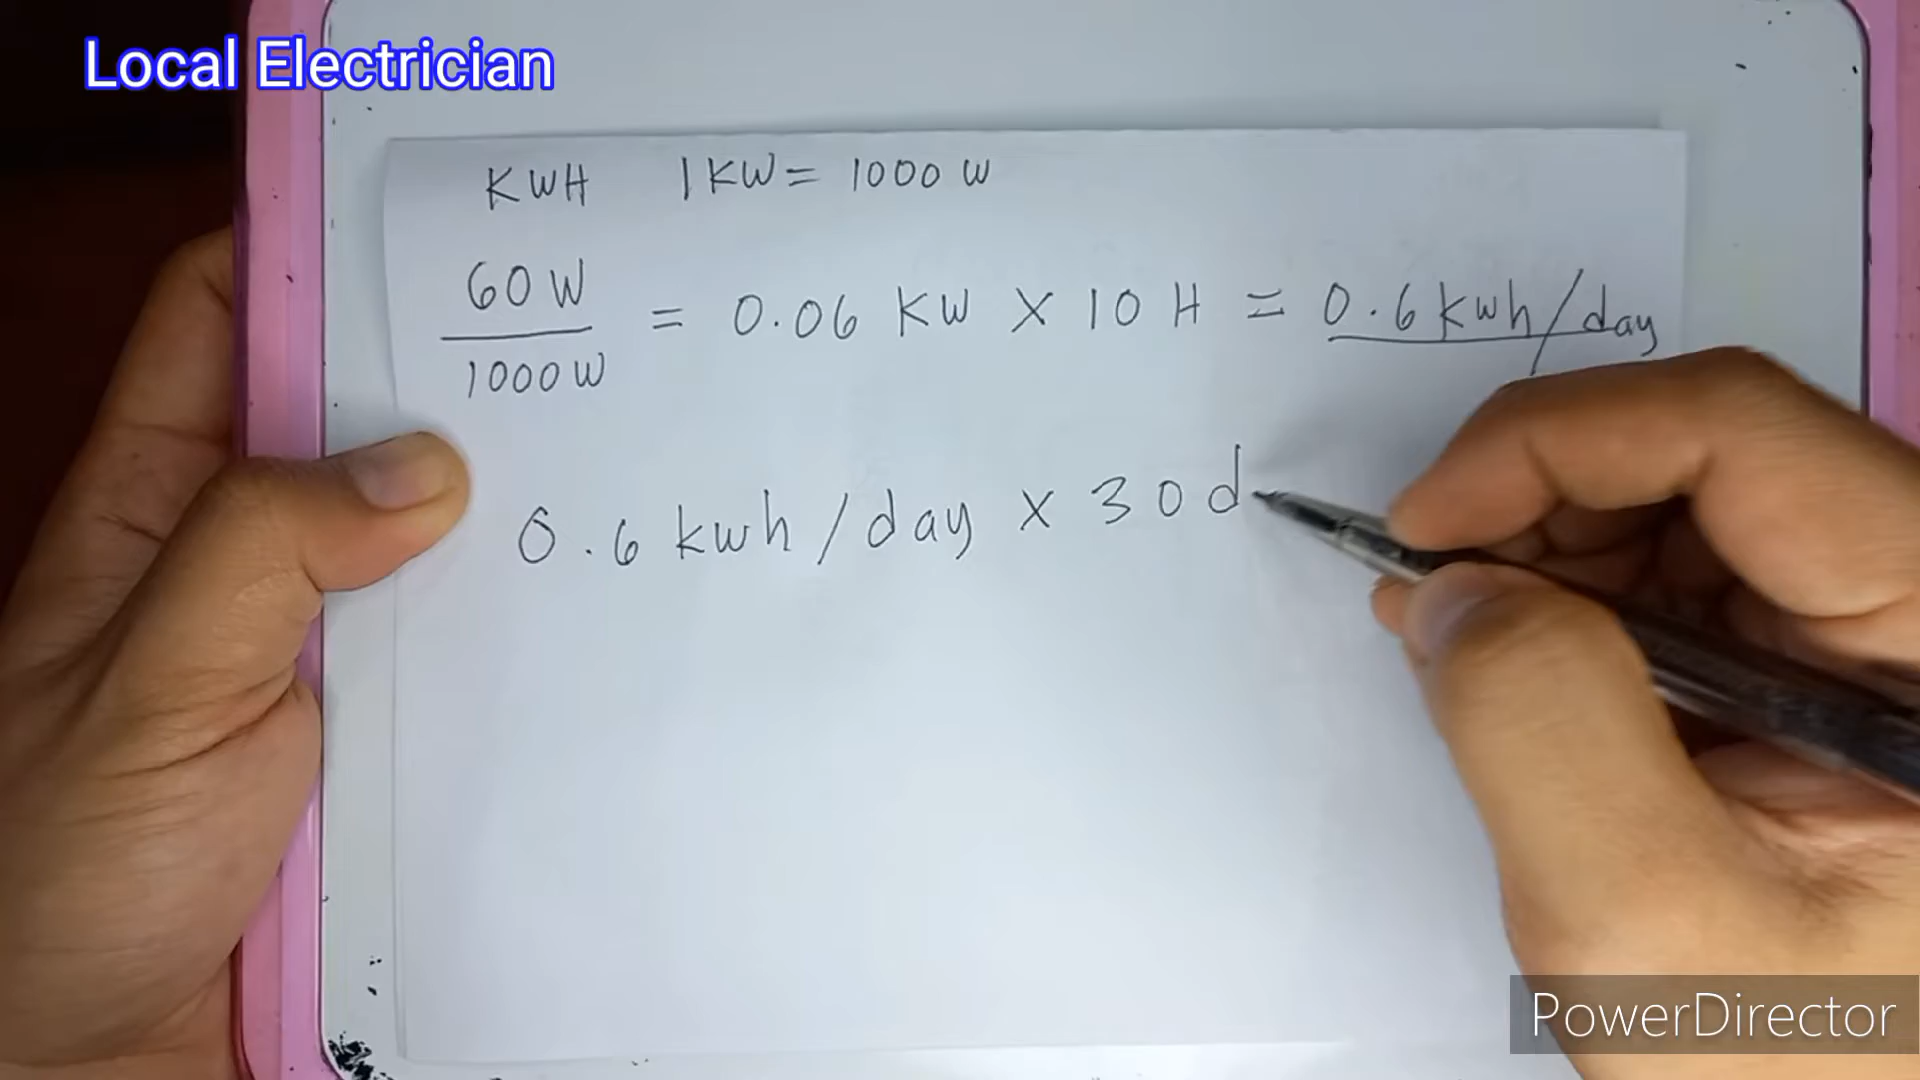 Local Electrician
KWH 1KW = 1000 W
60 W
= 0.06 KW X 10 H = 0.6 kwh/day
1000 W
0.6 kwh/day x 30 d
PowerDirector